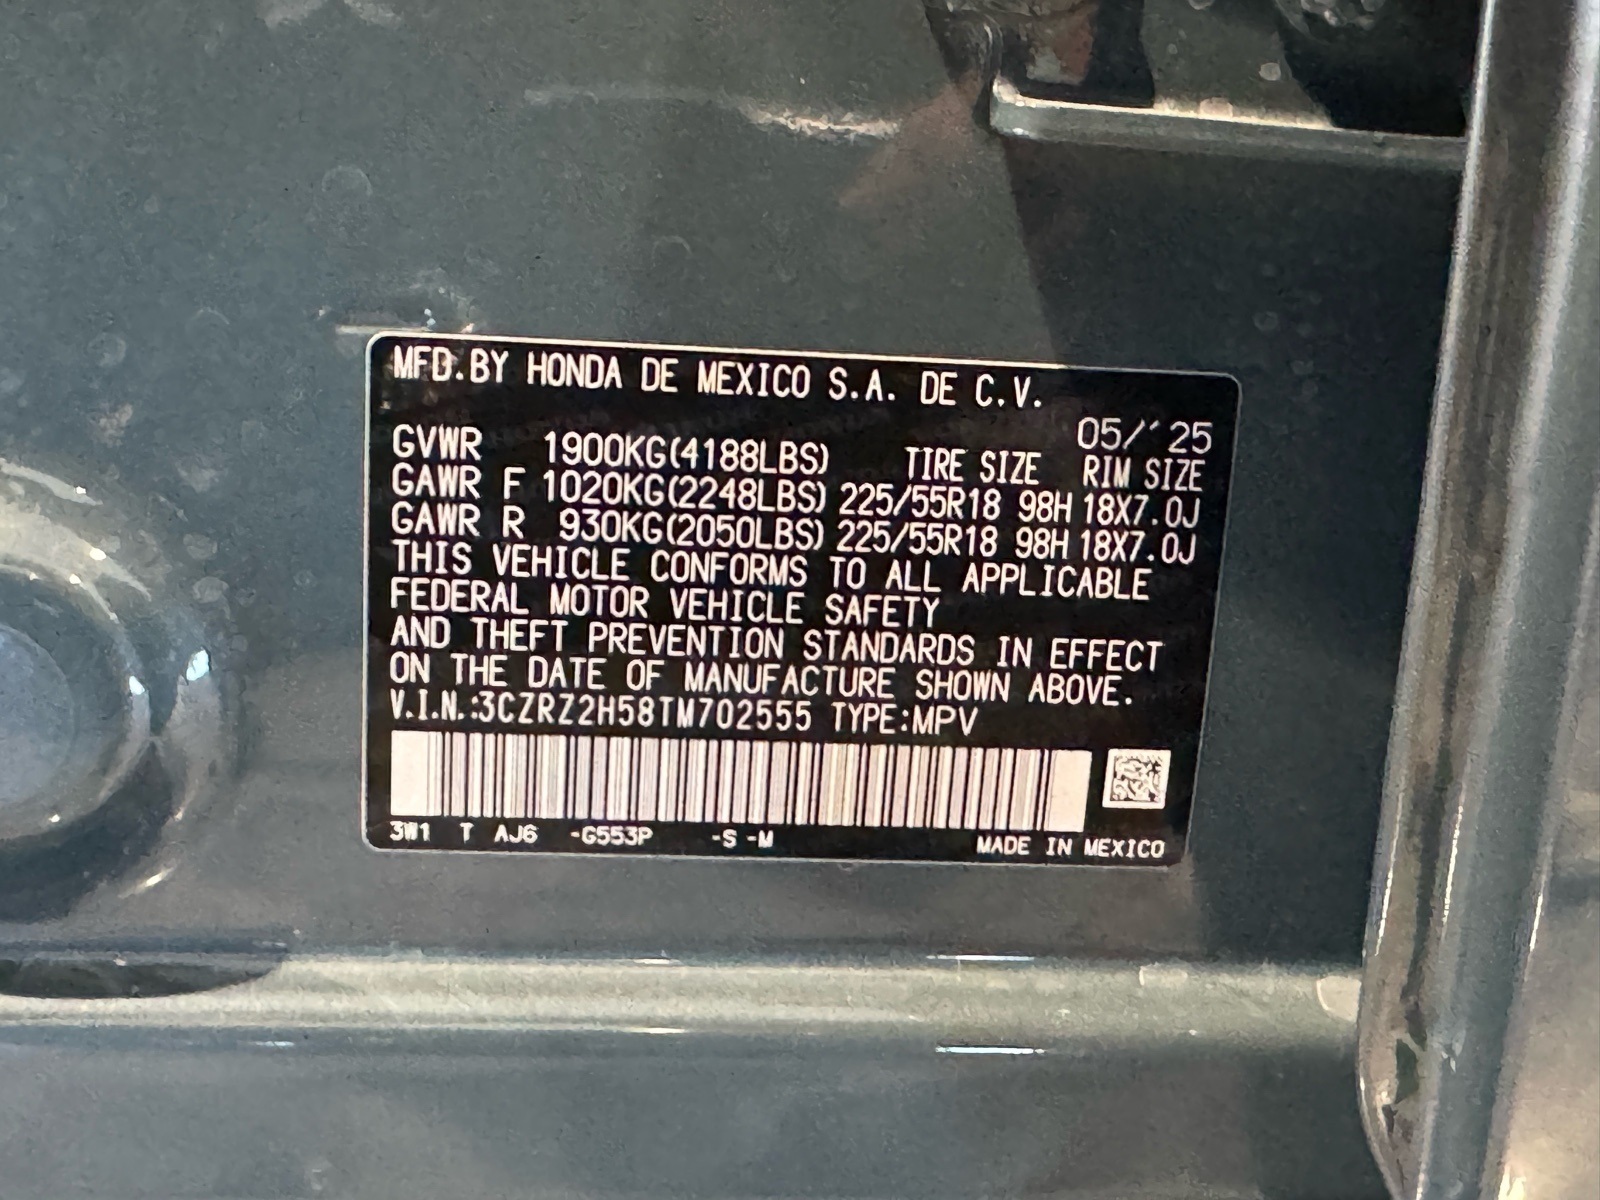 MFD.BY HONDA DE MEXICO S.A. DE C.V.
05/'25
GVWR 1900KG(4188LBS) TIRE SIZE RIM SIZE
GAWR F 1020KG(2248LBS) 225/55R18 98H 18X7.0J
GAWR R 930KG(2050LBS) 225/55R18 98H 18X7.0J
THIS VEHICLE CONFORMS TO ALL APPLICABLE
FEDERAL MOTOR VEHICLE SAFETY
AND THEFT PREVENTION STANDARDS IN EFFECT
ON THE DATE OF MANUFACTURE SHOWN ABOVE.
V.I.N.:3CZRZ2H58TM702555 TYPE:MPV
3W1 T AJ6 -G553P -S -M MADE IN MEXICO